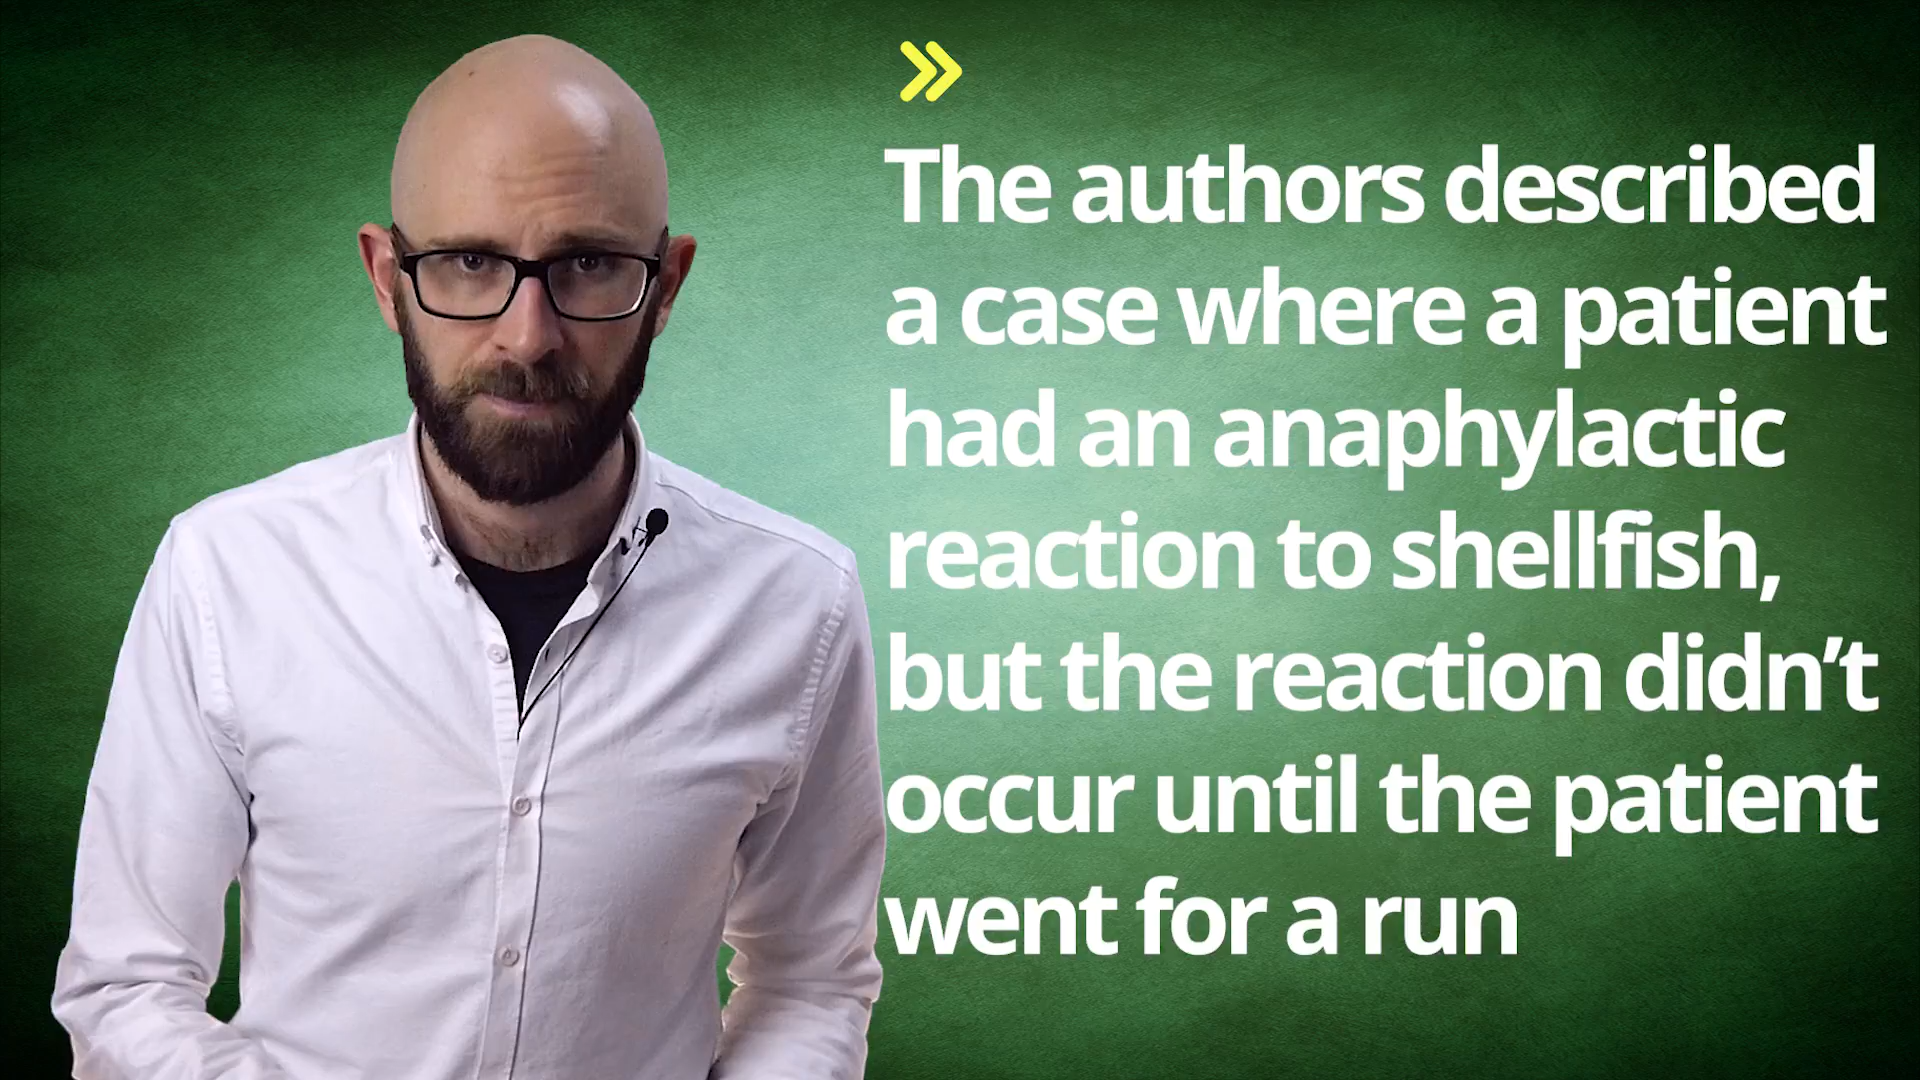 The authors described
a case where a patient
had an anaphylactic
reaction to shellfish,
but the reaction didn’t
occur until the patient
went for a run